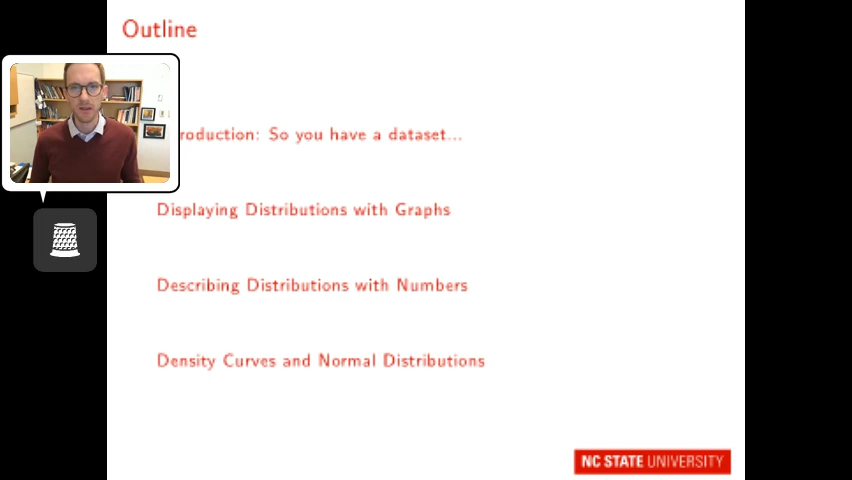 Outline
roduction: So you have a dataset...
Displaying Distributions with Graphs
Describing Distributions with Numbers
Density Curves and Normal Distributions
NC STATE UNIVERSITY